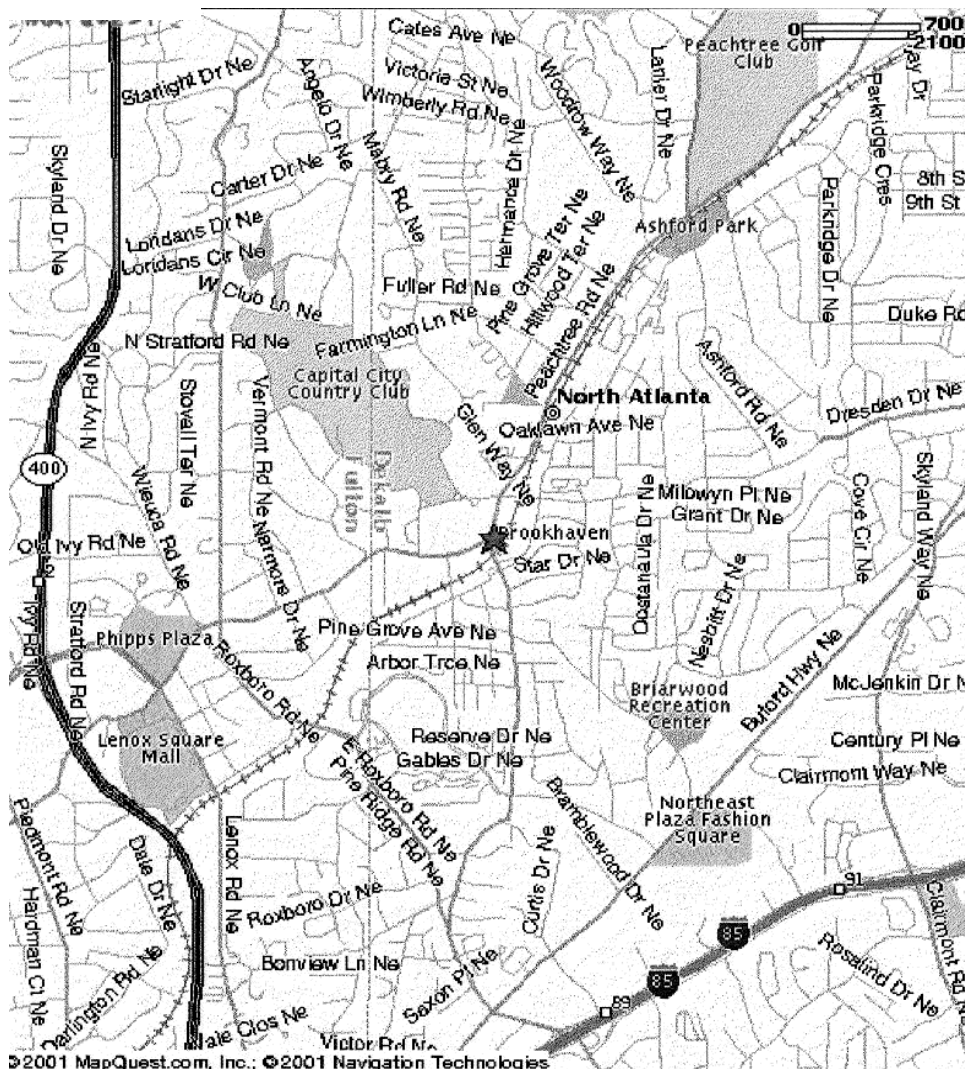 0 700
2100
Cates Ave Ne
Peachtree Golf
Club
Victoria St Ne
Wimberly Rd Ne
Woodrow Way Ne
Lanier Dr Ne
Starlight Dr Ne
Angelo Dr Ne
Mabry Rd Ne
Hermance Dr Ne
Parkridge Cres
8th S
9th St
Skyland Dr Ne
Carter Dr Ne
Loridans Dr Ne
Loridans Cir Ne
W Club Ln Ne
Fuller Rd Ne
Pine Grove Ter Ne
Hillwood Ter Ne
Ashford Park
Parkridge Dr Ne
N Stratford Rd Ne
Farmington Ln Ne
Peachtree Rd Ne
Duke Rd
Capital City
Country Club
North Atlanta
Ashford Rd Ne
Dresden Dr Ne
N Ivy Rd Ne
Stovall Ter Ne
Vermont Rd Ne
Glen Way Ne
Oaklawn Ave Ne
400
Wieuca Rd Ne
Dekalb
Fulton
Milowyn Pl Ne
Grant Dr Ne
Cove Cir Ne
Skyland Way Ne
Ivy Rd Ne
2
Narmore Dr Ne
Brookhaven
Star Dr Ne
Oostanaula Dr Ne
Nesbitt Dr Ne
Ivy Rd Ne
Stratford Rd Ne
Phipps Plaza
Roxboro Rd Ne
Pine Grove Ave Ne
Arbor Trce Ne
Briarwood
Recreation
Center
Buford Hwy Ne
McJenkin Dr N
Lenox Square
Mall
Reserve Dr Ne
Gables Dr Ne
Century Pl Ne
Clairmont Way Ne
E Roxboro Rd Ne
Pine Ridge Rd Ne
Bramblewood Dr Ne
Northeast
Plaza Fashion
Square
Piedmont Rd Ne
Dale Dr Ne
Lenox Rd Ne
Curtis Dr Ne
91
Hardman Ct Ne
Roxboro Dr Ne
85
Clairmont Rd Ne
Darlington Rd Ne
Bonview Ln Ne
Saxon Pl Ne
85
Rosalind Dr Ne
89
Clos Ne
Victor Rd Ne
©2001 MapQuest.com, Inc.; ©2001 Navigation Technologies